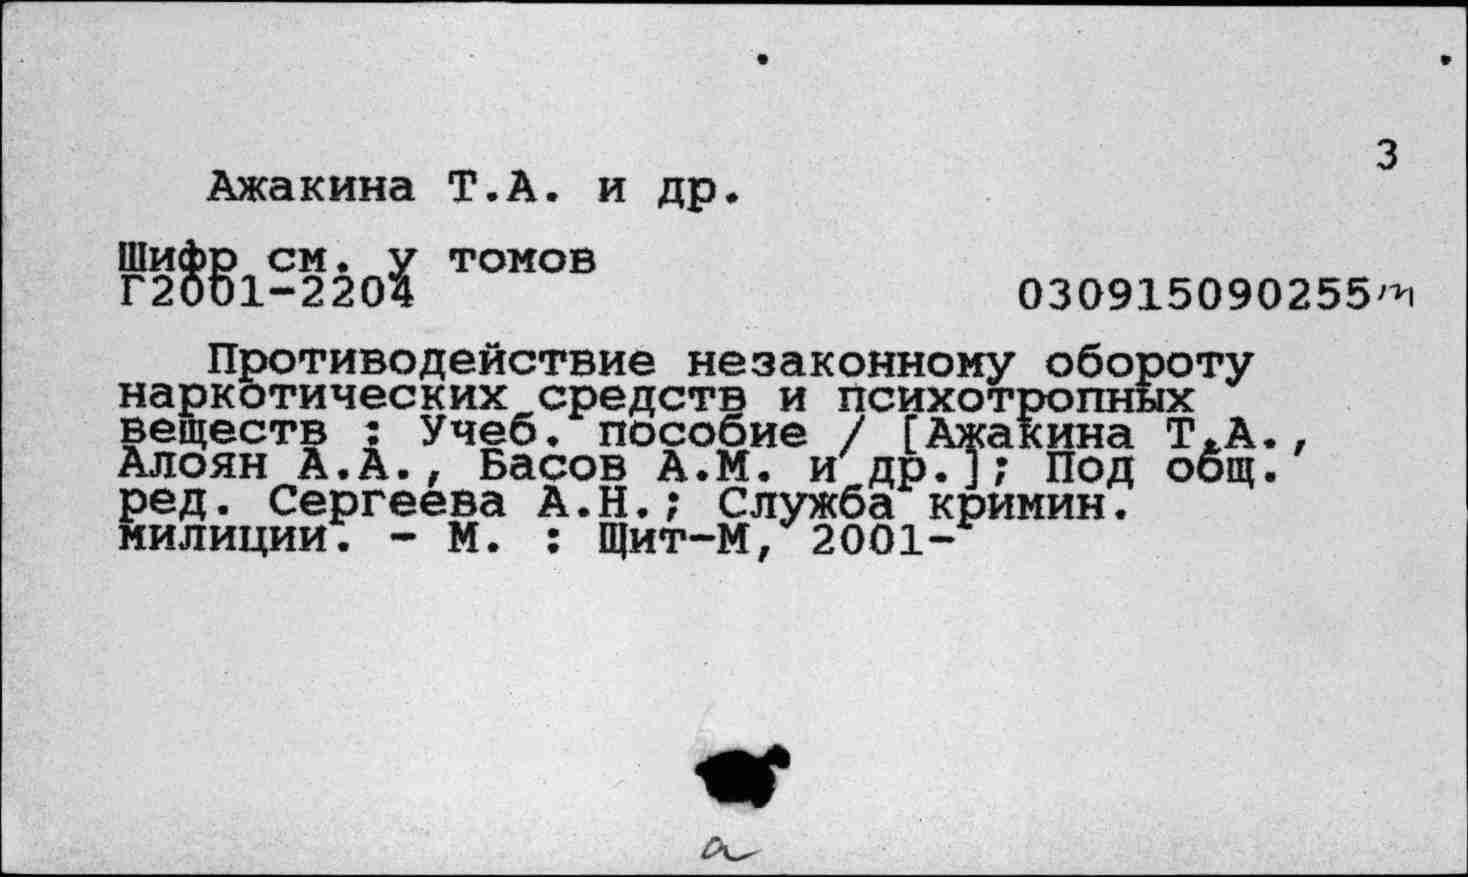 3
Ажакина Т.А. и др.
Шифр см. у томов
Г2001-2204 030915090255
Противодействие незаконному обороту
наркотических средств и психотропных
веществ : Учеб. пособие / [Ажакина Т.А.,
Алоян А.А., Басов А.М. и др.]; Под общ.
ред. Сергеева А.Н.; Служба кримин.
милиции. - М. : Щит-М, 2001-
а